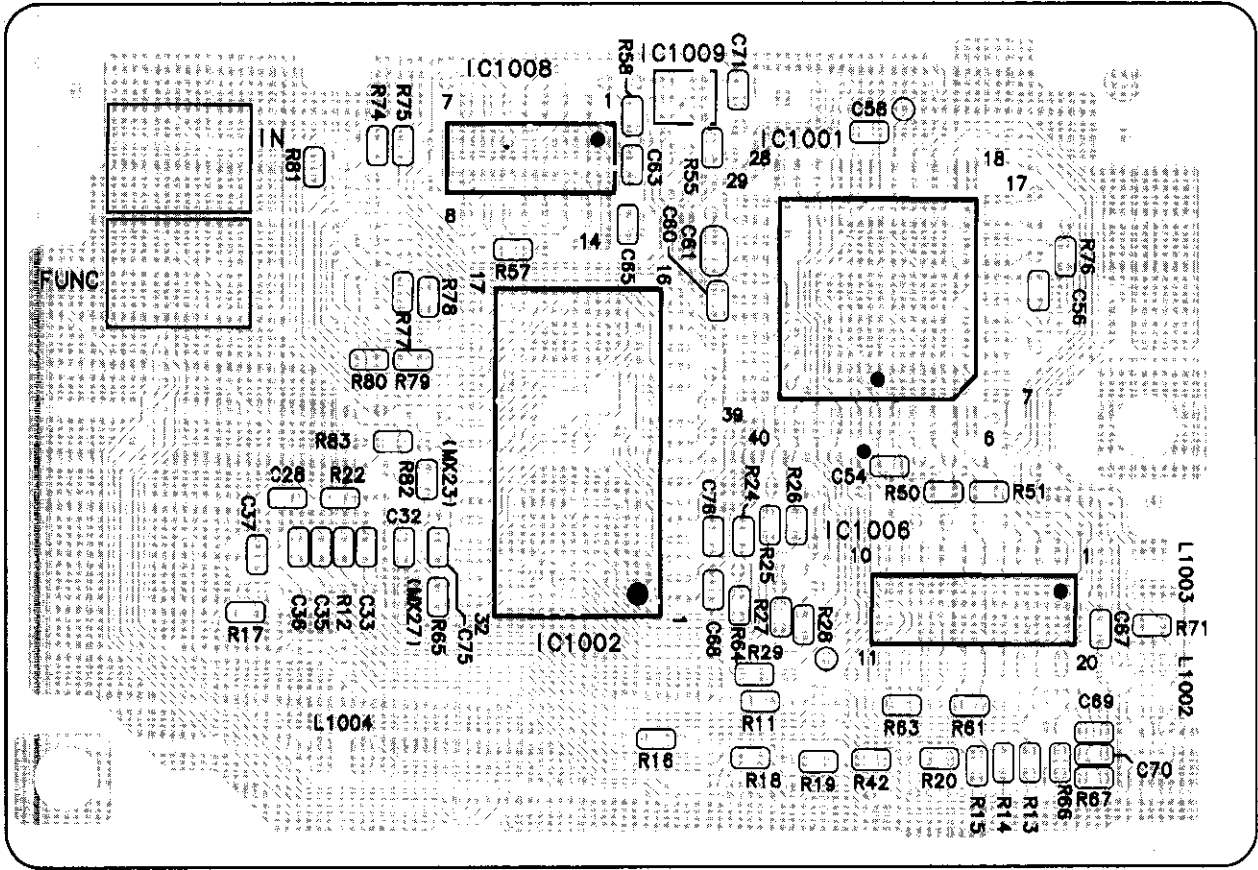 IC1008
R58
IC1009
C71
R74
R75
7
1
C58
IN
R81
IC1001
28
29
18
17
C63
R55
8
14
C65
C60
C61
16
R57
17
R76
C56
FUNC
R77
R78
R80
R79
7
6
39
40
R83
R82
(MX23)
C28
R22
C54
R50
R51
C37
C32
C76
R24
R26
IC1006
10
1
R25
L1003
C36
C35
R12
C33
(MX27)
R65
C75
32
R17
IC1002
1
C68
R64
R27
R28
R29
11
20
C67
R71
L1002
L1004
R11
R63
R61
C69
R16
R18
R19
R42
R20
R15
R14
R13
R66
R67
C70